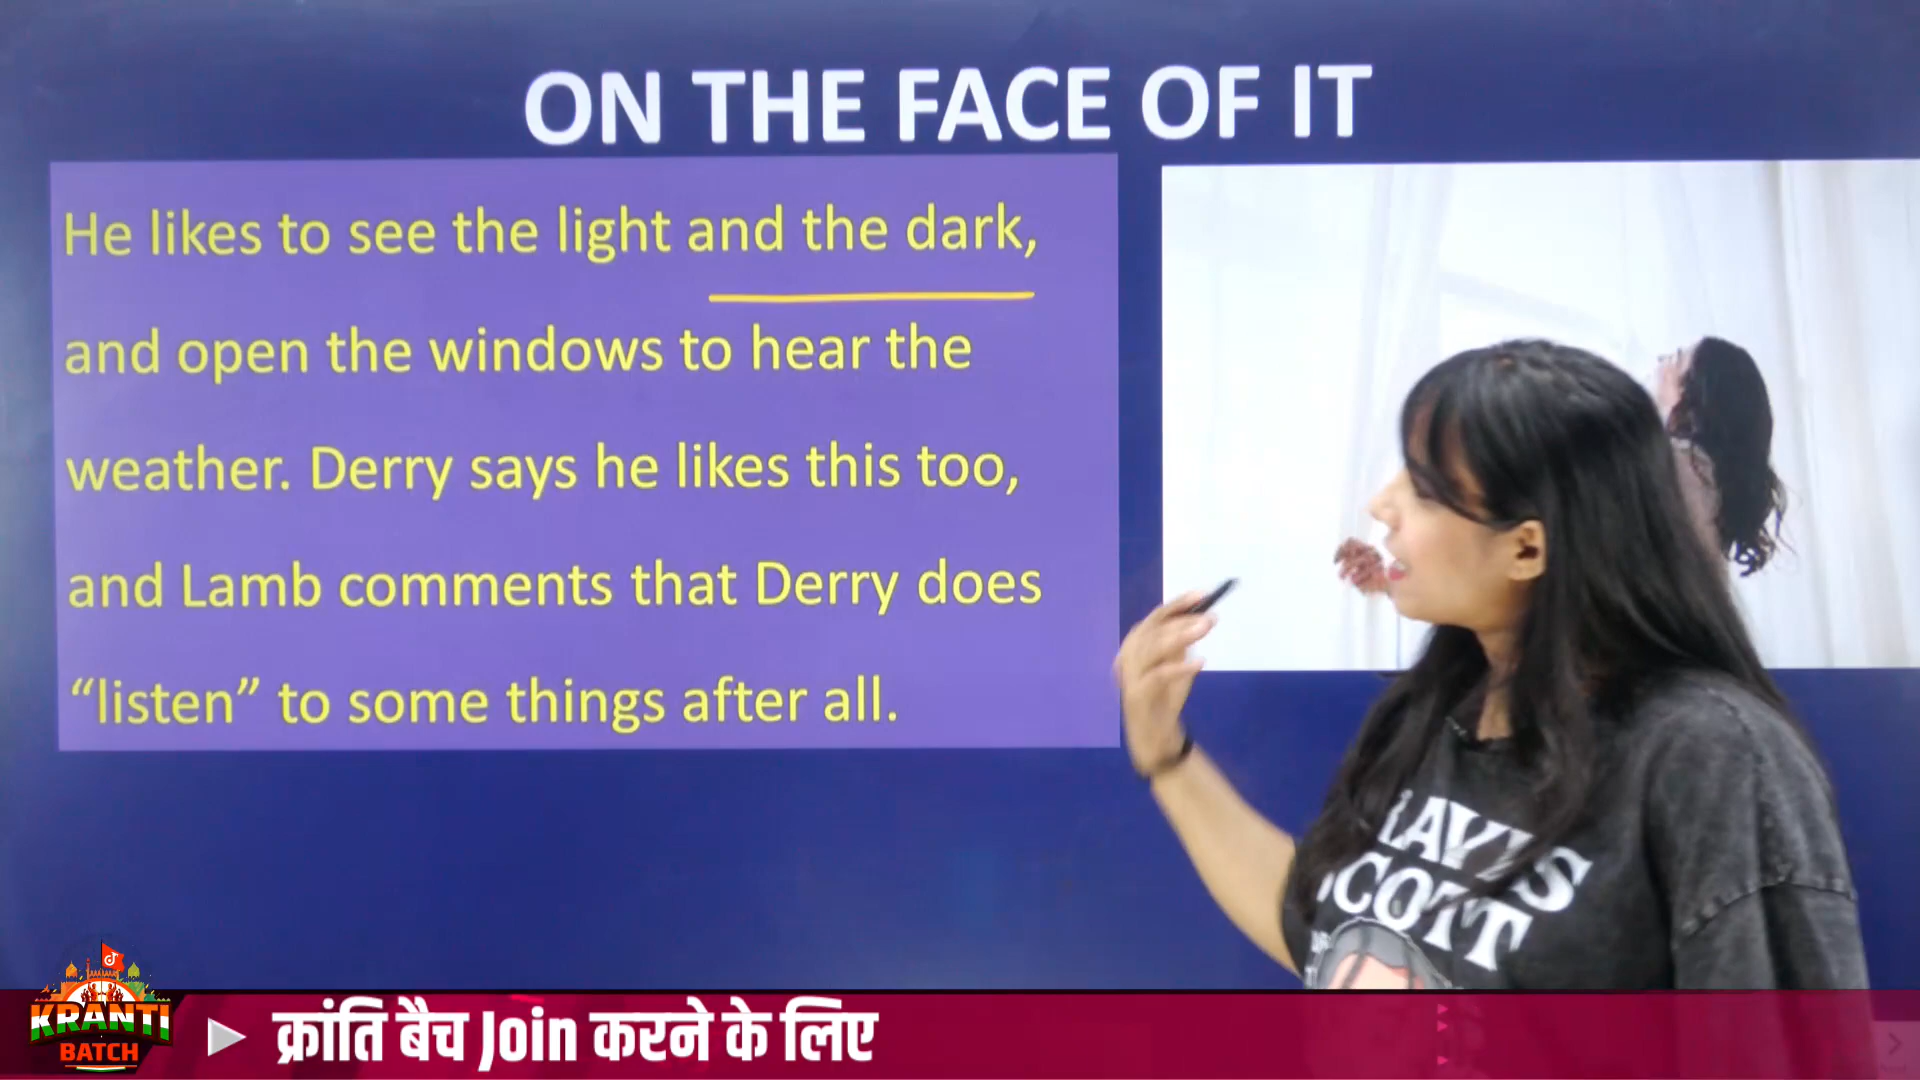 ON THE FACE OF IT
He likes to see the light and the dark,
and open the windows to hear the
weather. Derry says he likes this too,
and Lamb comments that Derry does
“listen” to some things after all.
SCOTT
KRANTI
BATCH
क्रांति बैच Join करने के लिए